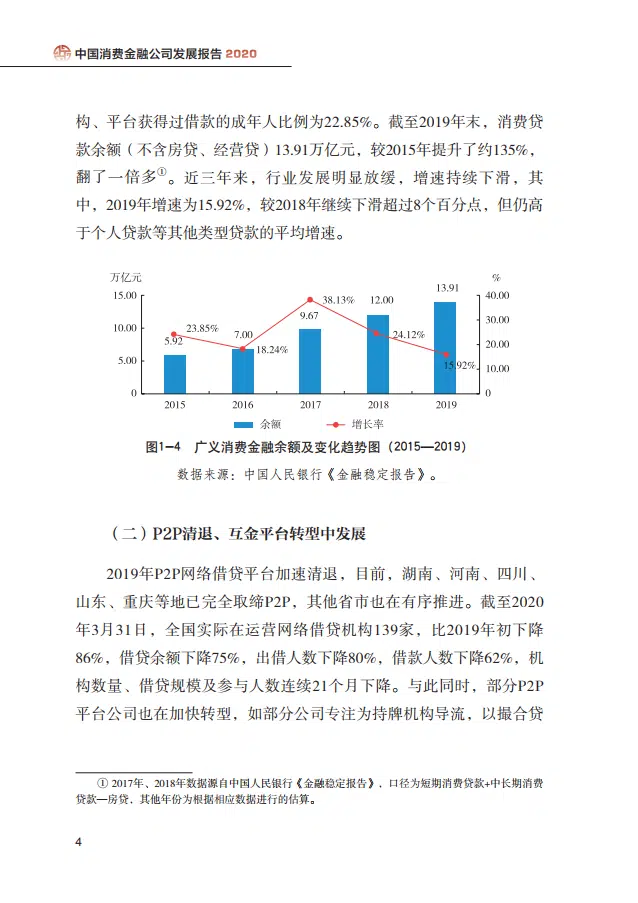 中国消费金融公司发展报告 2020
构、平台获得过借款的成年人比例为22.85%。截至2019年末，消费贷
款余额（不含房贷、经营贷）13.91万亿元，较2015年提升了约135%，
翻了一倍多①。近三年来，行业发展明显放缓，增速持续下滑，其
中，2019年增速为15.92%，较2018年继续下滑超过8个百分点，但仍高
于个人贷款等其他类型贷款的平均增速。
万亿元 %
15.00 10.00 5.00 0
5.92 7.00 9.67 12.00 13.91
23.85% 18.24% 38.13% 24.12% 15.92%
40.00 30.00 20.00 10.00 0
2015 2016 2017 2018 2019
余额 增长率
图1-4 广义消费金融余额及变化趋势图（2015—2019）
数据来源：中国人民银行《金融稳定报告》。
（二）P2P清退、互金平台转型中发展
2019年P2P网络借贷平台加速清退，目前，湖南、河南、四川、
山东、重庆等地已完全取缔P2P，其他省市也在有序推进。截至2020
年3月31日，全国实际在运营网络借贷机构139家，比2019年初下降
86%，借贷余额下降75%，出借人数下降80%，借款人数下降62%，机
构数量、借贷规模及参与人数连续21个月下降。与此同时，部分P2P
平台公司也在加快转型，如部分公司专注为持牌机构导流，以撮合贷
① 2017年、2018年数据源自中国人民银行《金融稳定报告》，口径为短期消费贷款+中长期消费
贷款—房贷，其他年份为根据相应数据进行的估算。
4